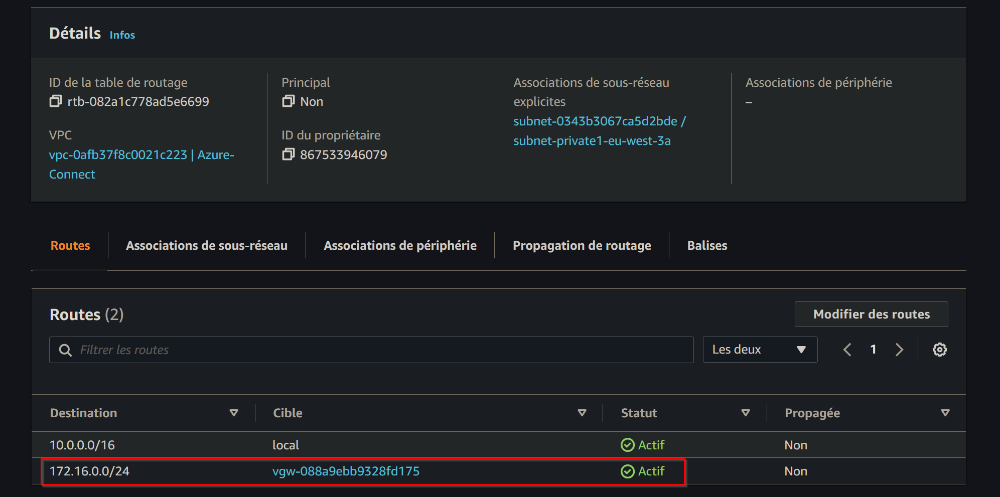 Détails Infos
ID de la table de routage
rtb-082a1c778ad5e6699
VPC
vpc-0afb37f8c0021c223 | Azure-
Connect
Principal
Non
ID du propriétaire
867533946079
Associations de sous-réseau
explicites
subnet-0343b3067ca5d2bde /
subnet-private1-eu-west-3a
Associations de périphérie
–
Routes Associations de sous-réseau Associations de périphérie Propagation de routage Balises
Routes (2) Modifier des routes
Filtrer les routes Les deux 1
Destination Cible Statut Propagée
10.0.0.0/16 local Actif Non
172.16.0.0/24 vgw-088a9ebb9328fd175 Actif Non